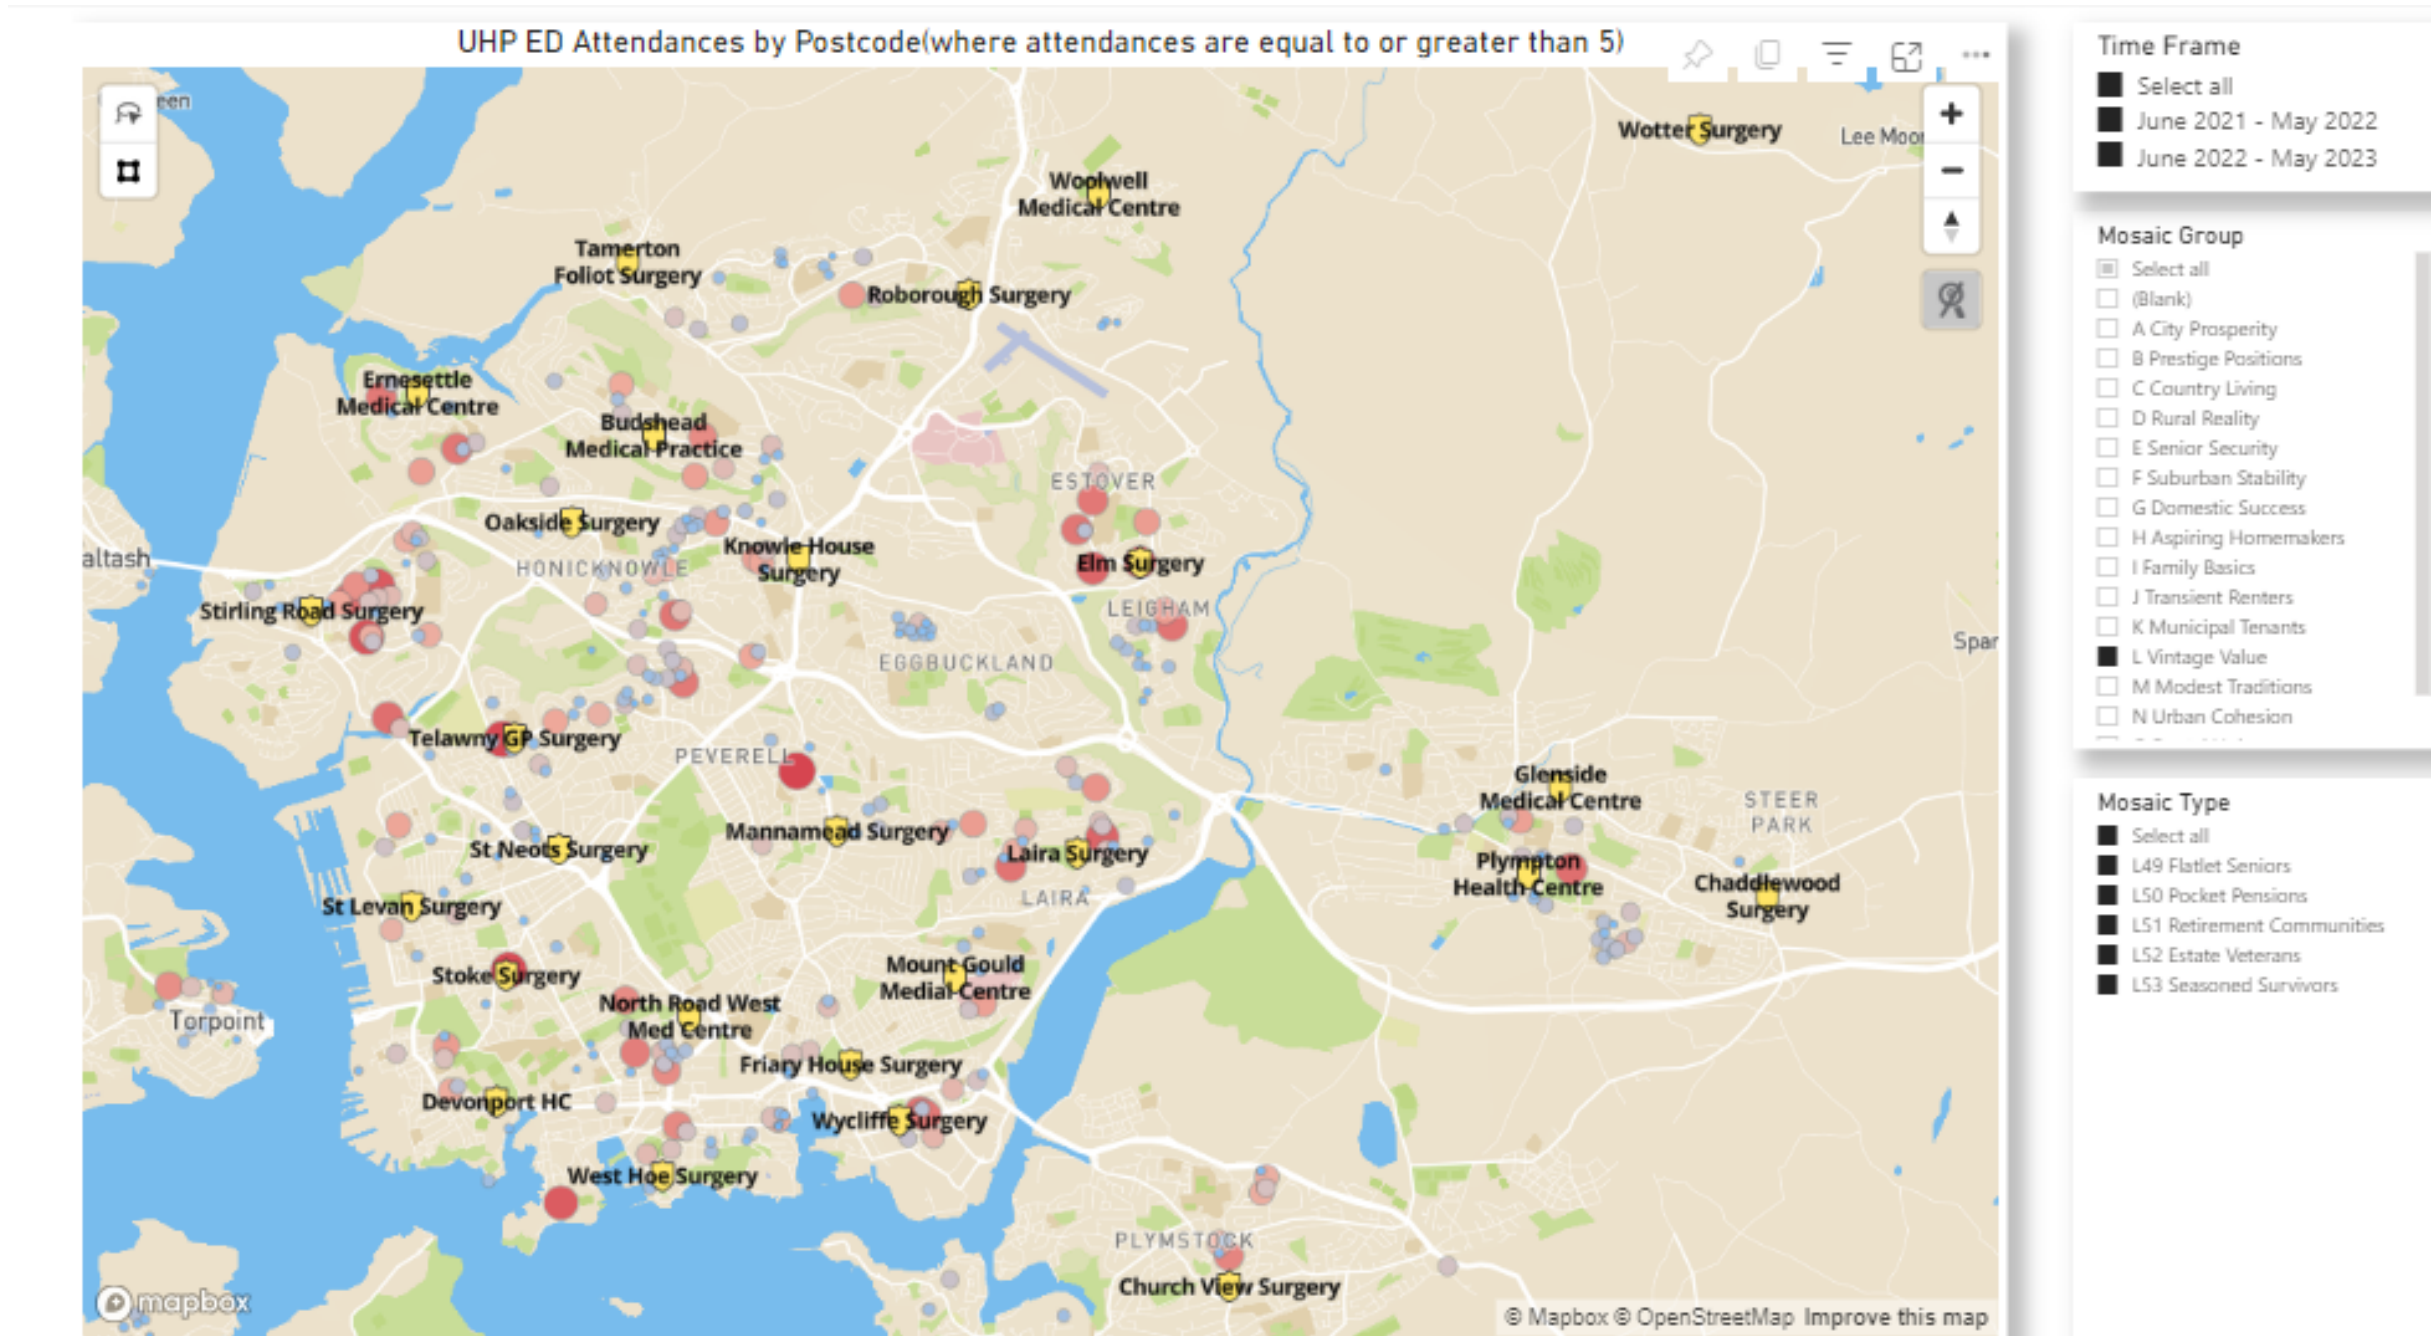 UHP ED Attendances by Postcode(where attendances are equal to or greater than 5)
een
Wotter Surgery
Lee Moor
Woolwell
Medical Centre
Tamerton
Foliot Surgery
Roborough Surgery
Ernesettle
Medical Centre
Budshead
Medical Practice
ESTOVER
Oakside Surgery
Knowle House
Surgery
altash
HONICKNOWLE
Elm Surgery
Stirling Road Surgery
LEIGHAM
EGGBUCKLAND
Spar
Telawny GP Surgery
PEVERELL
Glenside
Medical Centre
STEER
PARK
Mannamead Surgery
St Neots Surgery
Laira Surgery
Plympton
Health Centre
Chaddlewood
Surgery
LAIRA
St Levan Surgery
Stoke Surgery
Mount Gould
Medial Centre
North Road West
Med Centre
Torpoint
Friary House Surgery
Devonport HC
Wycliffe Surgery
West Hoe Surgery
PLYMSTOCK
Church View Surgery
mapbox
© Mapbox © OpenStreetMap Improve this map
Time Frame
Select all
June 2021 - May 2022
June 2022 - May 2023
Mosaic Group
Select all
(Blank)
A City Prosperity
B Prestige Positions
C Country Living
D Rural Reality
E Senior Security
F Suburban Stability
G Domestic Success
H Aspiring Homemakers
I Family Basics
J Transient Renters
K Municipal Tenants
L Vintage Value
M Modest Traditions
N Urban Cohesion
Mosaic Type
Select all
L49 Flatlet Seniors
L50 Pocket Pensions
L51 Retirement Communities
L52 Estate Veterans
L53 Seasoned Survivors